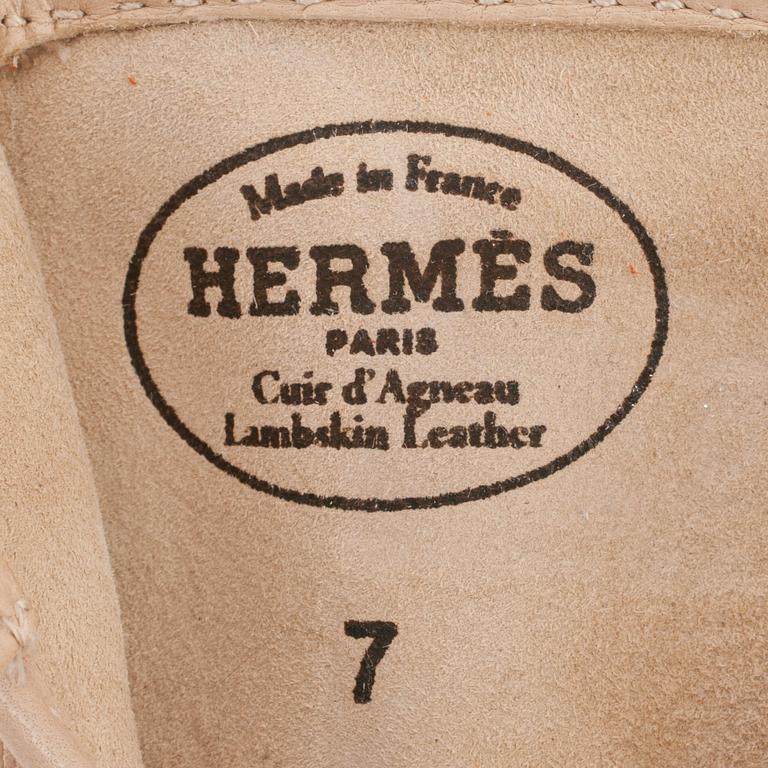 Made in France
HERMÈS
PARIS
Cuir d'Agneau
Lambskin Leather
7